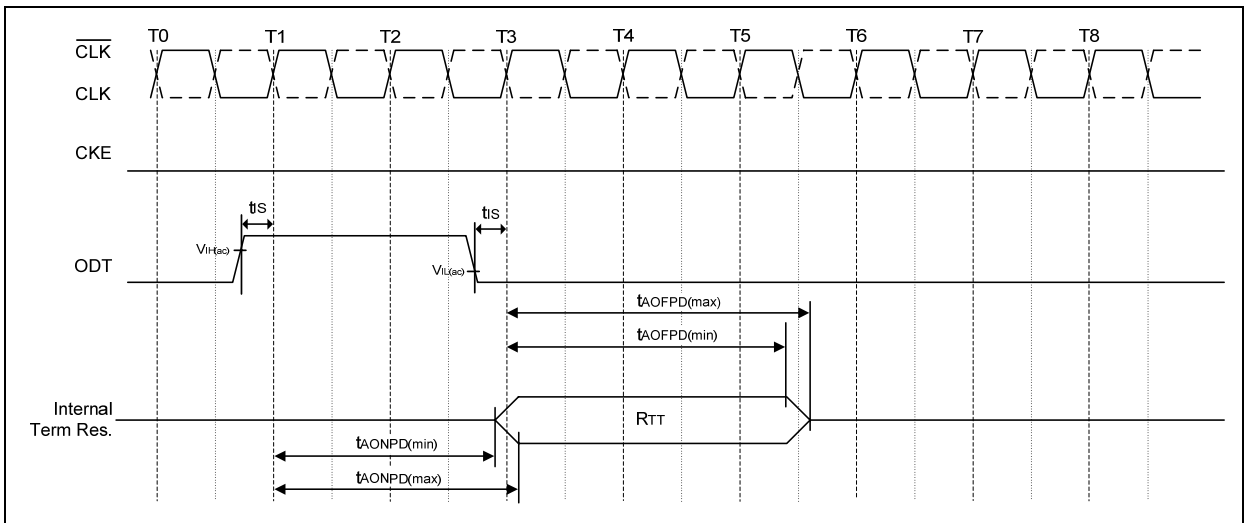 T0 T1 T2 T3 T4 T5 T6 T7 T8
CLK
CLK
CKE
tIS
tIS
VIH(ac)
ODT
VIL(ac)
tAOFPD(max)
tAOFPD(min)
Internal
Term Res.
RTT
tAONPD(min)
tAONPD(max)